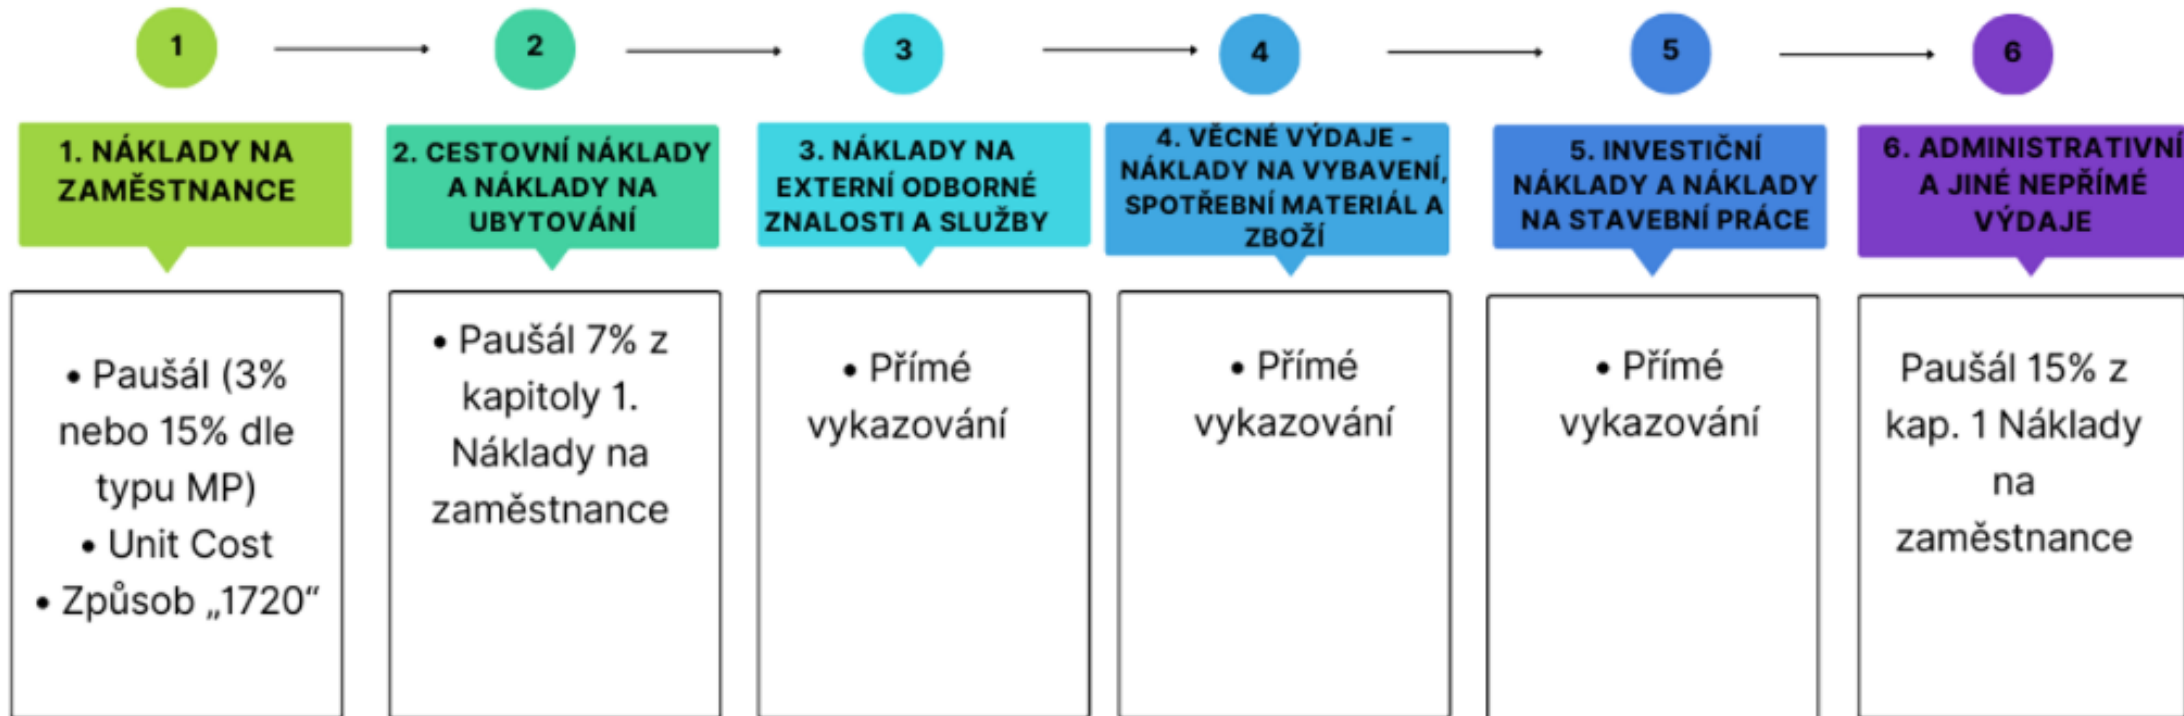 1
2
3
4
5
6
1. NÁKLADY NA
ZAMĚSTNANCE
2. CESTOVNÍ NÁKLADY
A NÁKLADY NA
UBYTOVÁNÍ
3. NÁKLADY NA
EXTERNÍ ODBORNÉ
ZNALOSTI A SLUŽBY
4. VĚCNÉ VÝDAJE -
NÁKLADY NA VYBAVENÍ,
SPOTŘEBNÍ MATERIÁL A
ZBOŽÍ
5. INVESTIČNÍ
NÁKLADY A NÁKLADY
NA STAVEBNÍ PRÁCE
6. ADMINISTRATIVNÍ
A JINÉ NEPŘÍMÉ
VÝDAJE
• Paušál (3%
nebo 15% dle
typu MP)
• Unit Cost
• Způsob „1720“
• Paušál 7% z
kapitoly 1.
Náklady na
zaměstnance
• Přímé
vykazování
• Přímé
vykazování
• Přímé
vykazování
Paušál 15% z
kap. 1 Náklady
na
zaměstnance